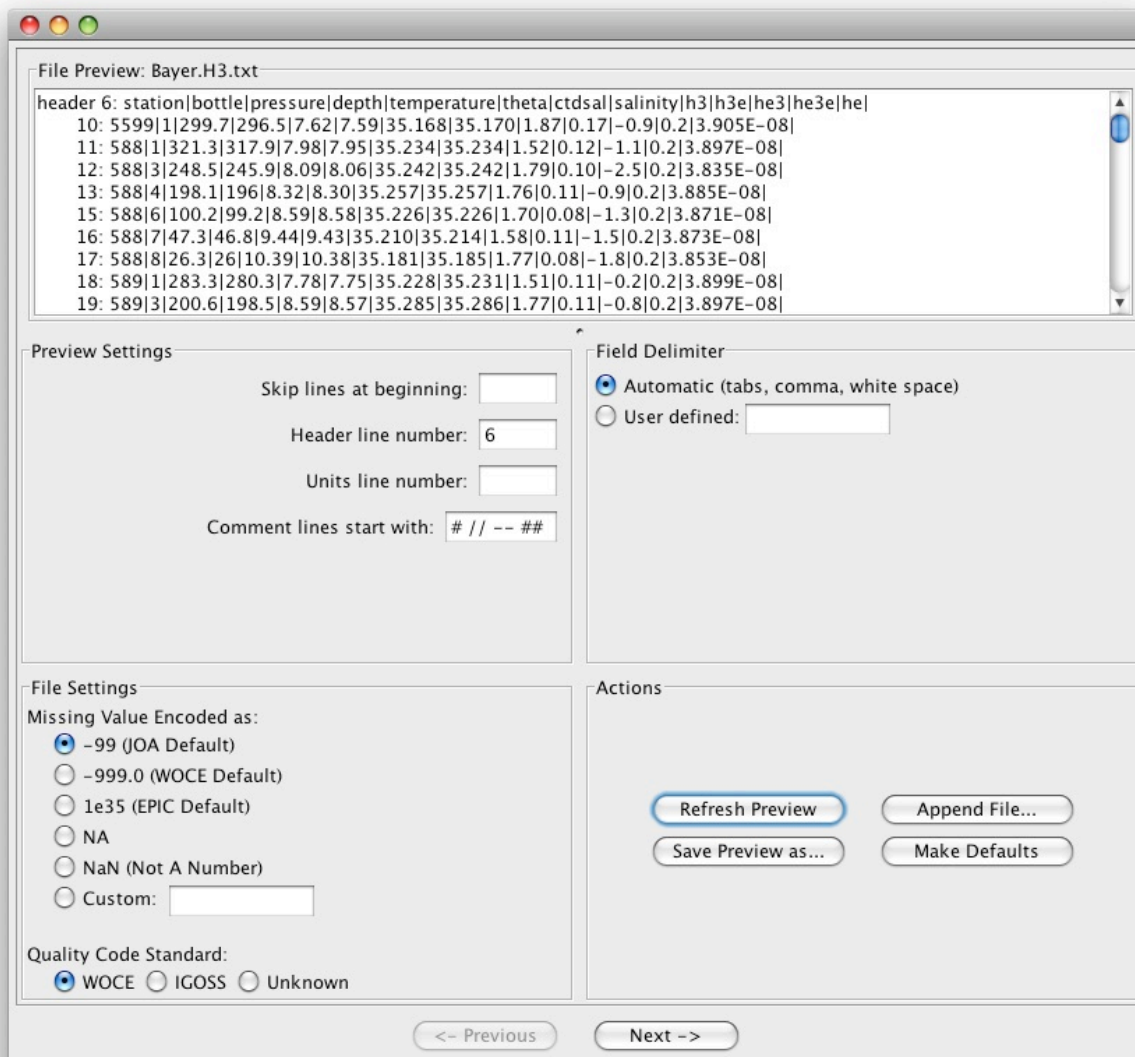 File Preview: Bayer.H3.txt
header 6: station|bottle|pressure|depth|temperature|theta|ctdsal|salinity|h3|h3e|he3|he3e|he|
10: 5599|1|299.7|296.5|7.62|7.59|35.168|35.170|1.87|0.17|-0.9|0.2|3.905E-08|
11: 588|1|321.3|317.9|7.98|7.95|35.234|35.234|1.52|0.12|-1.1|0.2|3.897E-08|
12: 588|3|248.5|245.9|8.09|8.06|35.242|35.242|1.79|0.10|-2.5|0.2|3.835E-08|
13: 588|4|198.1|196|8.32|8.30|35.257|35.257|1.76|0.11|-0.9|0.2|3.885E-08|
15: 588|6|100.2|99.2|8.59|8.58|35.226|35.226|1.70|0.08|-1.3|0.2|3.871E-08|
16: 588|7|47.3|46.8|9.44|9.43|35.210|35.214|1.58|0.11|-1.5|0.2|3.873E-08|
17: 588|8|26.3|26|10.39|10.38|35.181|35.185|1.77|0.08|-1.8|0.2|3.853E-08|
18: 589|1|283.3|280.3|7.78|7.75|35.228|35.231|1.51|0.11|-0.2|0.2|3.899E-08|
19: 589|3|200.6|198.5|8.59|8.57|35.285|35.286|1.77|0.11|-0.8|0.2|3.897E-08|
Preview Settings
Skip lines at beginning:
Header line number: 6
Units line number:
Comment lines start with: # // -- ##
Field Delimiter
Automatic (tabs, comma, white space)
User defined:
File Settings
Missing Value Encoded as:
-99 (JOA Default)
-999.0 (WOCE Default)
1e35 (EPIC Default)
NA
NaN (Not A Number)
Custom:
Quality Code Standard:
WOCE IGOSS Unknown
Actions
Refresh Preview Append File...
Save Preview as... Make Defaults
<- Previous Next ->